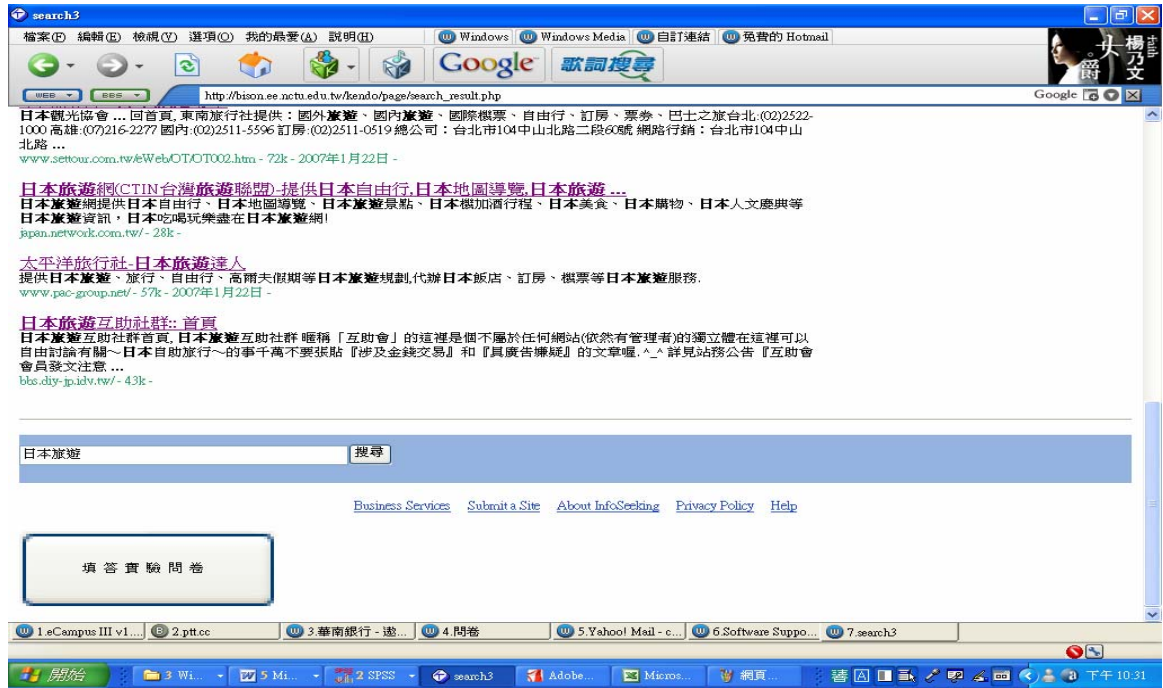 search3
檔案(F) 編輯(E) 檢視(V) 選項(O) 我的最愛(A) 說明(H) Windows Windows Media 自訂連結 免費的 Hotmail
Google 歌詞搜尋
楊乃文
WEB BBS http://bison.ee.nctu.edu.tw/kendo/page/search_result.php Google
日本觀光協會 ... 回首頁, 東南旅行社提供：國外旅遊、國內旅遊、國際機票、自由行、訂房、票券、巴士之旅台北:(02)2522-
1000 高雄:(07)216-2277 國內:(02)2511-5596 訂房:(02)2511-0519 總公司：台北市104中山北路二段60號 網路行銷：台北市104中山
北路 ...
www.settour.com.tw/eWeb/OT/OT002.htm - 72k - 2007年1月22日 -
日本旅遊網(CTIN台灣旅遊聯盟)-提供日本自由行,日本地圖導覽,日本旅遊 ...
日本旅遊網提供日本自由行、日本地圖導覽、日本旅遊景點、日本機加酒行程、日本美食、日本購物、日本人文慶典等
日本旅遊資訊，日本吃喝玩樂盡在日本旅遊網!
japan.network.com.tw/ - 28k -
太平洋旅行社-日本旅遊達人
提供日本旅遊、旅行、自由行、高爾夫假期等日本旅遊規劃,代辦日本飯店、訂房、機票等日本旅遊服務.
www.pac-group.net/ - 57k - 2007年1月22日 -
日本旅遊互助社群:: 首頁
日本旅遊互助社群首頁, 日本旅遊互助社群 暱稱「互助會」的這裡是個不屬於任何網站(依然有管理者)的獨立體在這裡可以
自由討論有關～日本自助旅行～的事千萬不要張貼『涉及金錢交易』和『具廣告嫌疑』的文章喔. ^_^ 詳見站務公告『互助會
會員發文注意 ...
bbs.diy-jp.idv.tw/ - 43k -
日本旅遊 搜尋
Business Services Submit a Site About InfoSeeking Privacy Policy Help
填答實驗問卷
1.eCampus III v1.... 2.ptt.cc 3.華南銀行 - 遨... 4.問卷 5.Yahoo! Mail - c... 6.Software Suppo... 7.search3
開始 3 Wi... 5 Mi... 2 SPSS search3 Adobe... Micros... 網頁... 下午 10:31